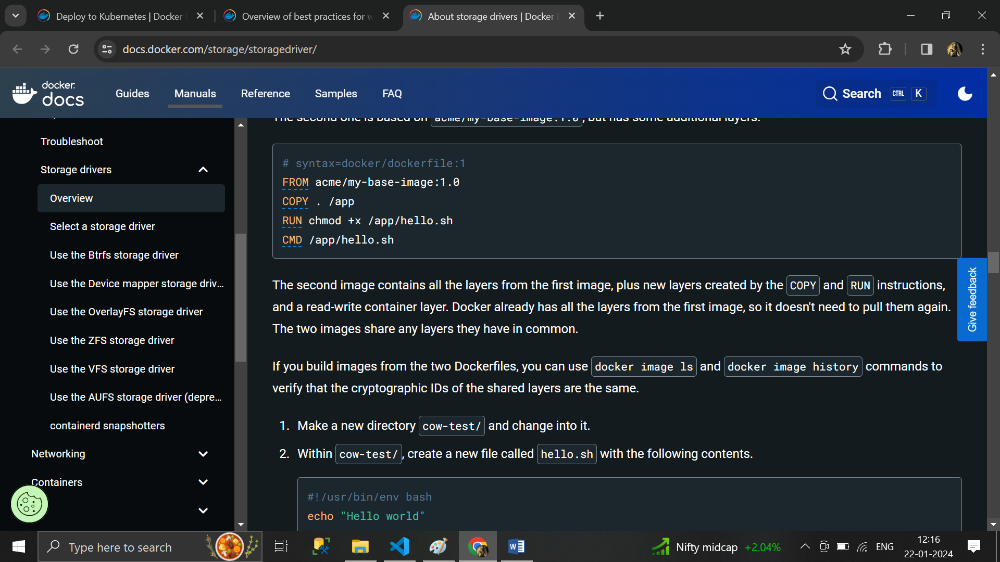 Deploy to Kubernetes | Docker
Overview of best practices for w
About storage drivers | Docker
docs.docker.com/storage/storagedriver/
docker
docs
Guides
Manuals
Reference
Samples
FAQ
Search
CTRL
K
Troubleshoot
Storage drivers
Overview
Select a storage driver
Use the Btrfs storage driver
Use the Device mapper storage driv...
Use the OverlayFS storage driver
Use the ZFS storage driver
Use the VFS storage driver
Use the AUFS storage driver (depre...
containerd snapshotters
Networking
Containers
The second one is based on acme/my-base-image:1.0, but has some additional layers.
# syntax=docker/dockerfile:1
FROM acme/my-base-image:1.0
COPY . /app
RUN chmod +x /app/hello.sh
CMD /app/hello.sh
The second image contains all the layers from the first image, plus new layers created by the COPY and RUN instructions,
and a read-write container layer. Docker already has all the layers from the first image, so it doesn't need to pull them again.
The two images share any layers they have in common.
If you build images from the two Dockerfiles, you can use docker image ls and docker image history commands to
verify that the cryptographic IDs of the shared layers are the same.
1. Make a new directory cow-test/ and change into it.
2. Within cow-test/, create a new file called hello.sh with the following contents.
#!/usr/bin/env bash
echo "Hello world"
Give feedback
Type here to search
Nifty midcap +2.04%
ENG
12:16
22-01-2024